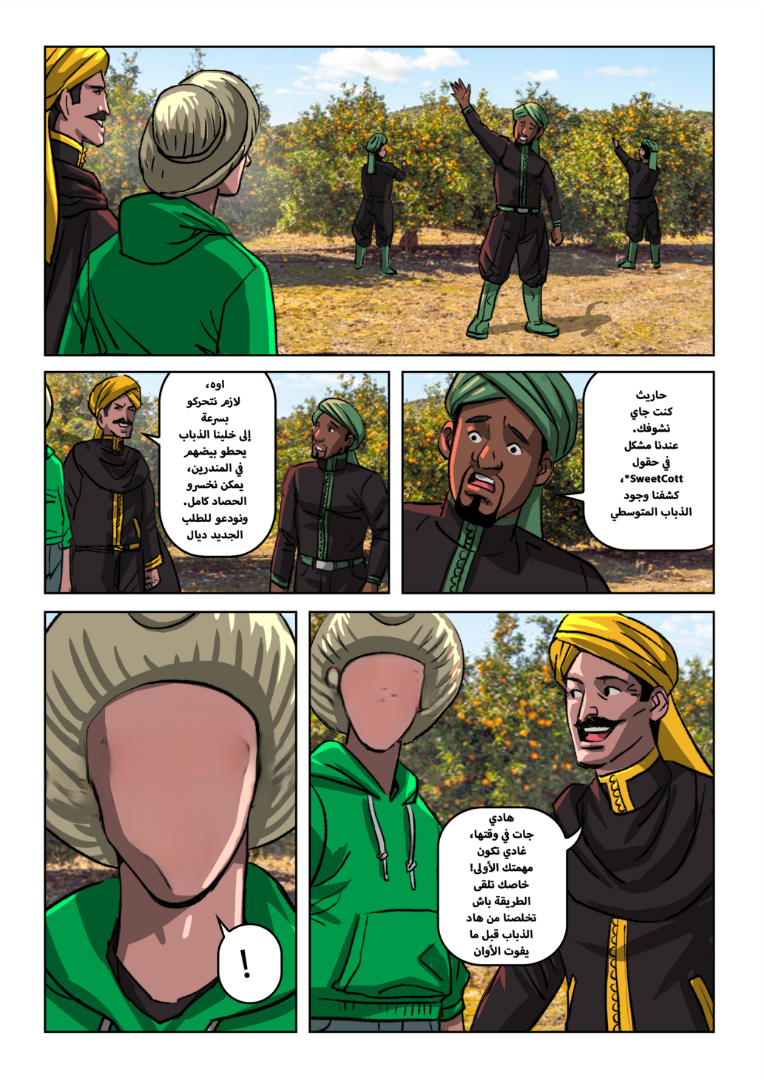 حاريث
كنت جاي
نشوفك.
عندنا مشكل
في حقول
SweetCott*،
كشفنا وجود
الذباب المتوسطي
اوه،
لازم نتحركو
بسرعة
إلى خلينا الذباب
يحطو بيضهم
في المندرين،
يمكن نخسرو
الحصاد كامل.
ونودعو للطلب
الجديد ديال
هادي
جات في وقتها،
غادي تكون
مهمتك الأولى!
خاصك تلقى
الطريقة باش
تخلصنا من هاد
الذباب قبل ما
يفوت الأوان
!